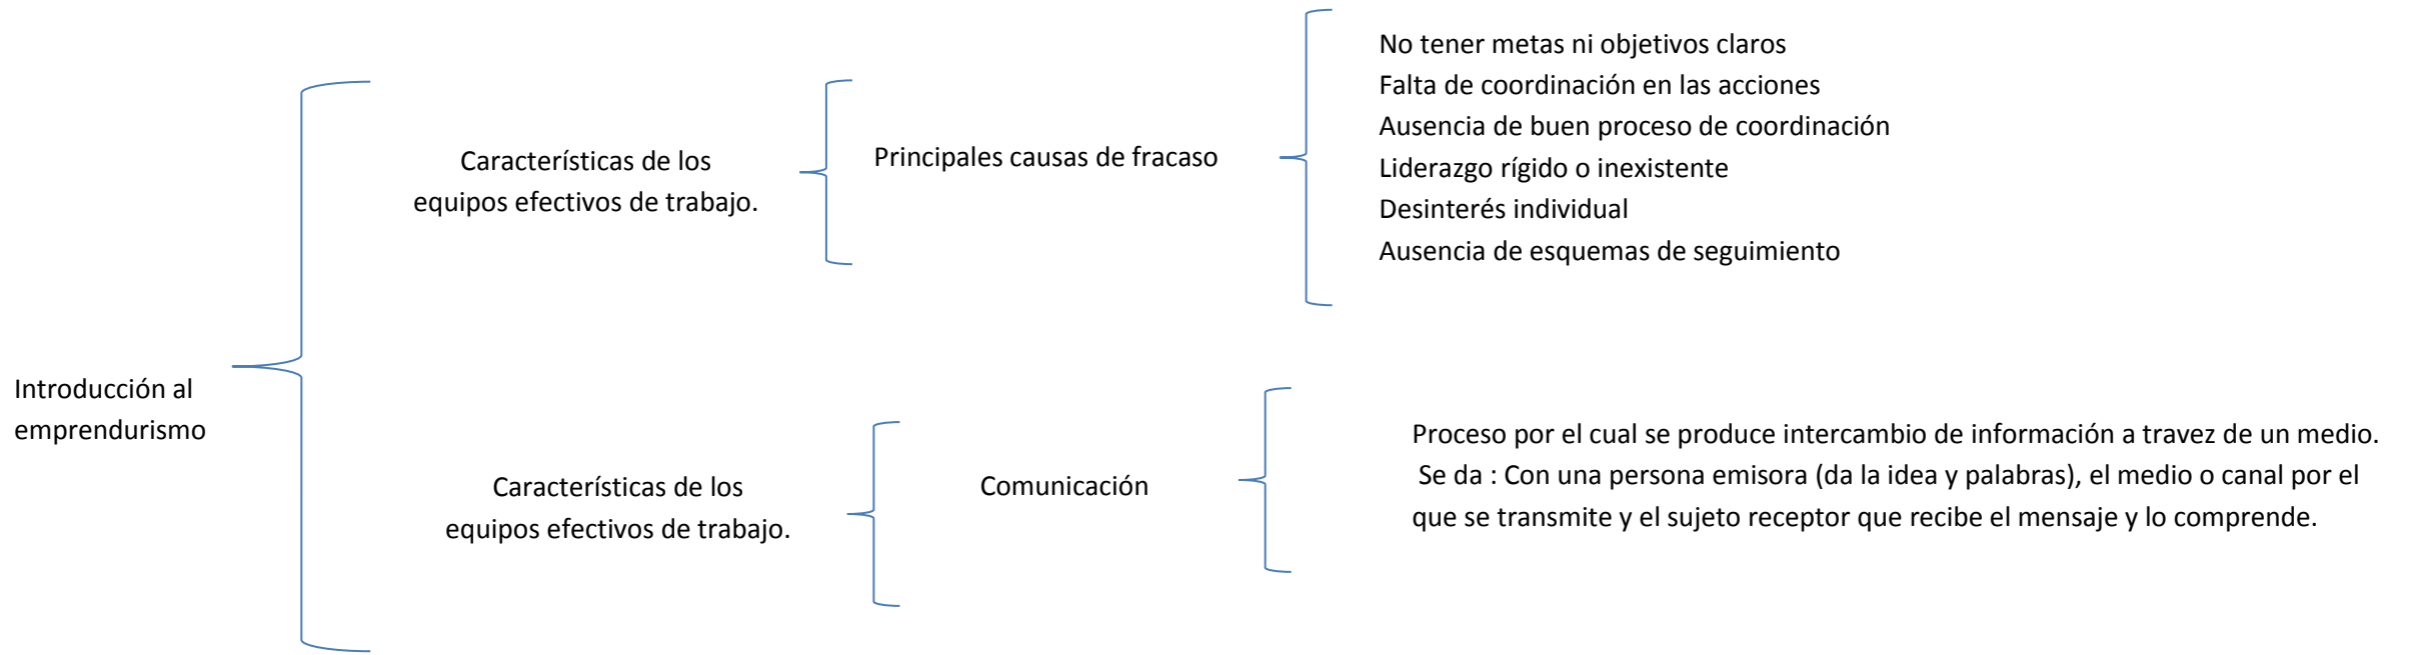 Introducción al
emprendurismo
Características de los
equipos efectivos de trabajo.
Principales causas de fracaso
No tener metas ni objetivos claros
Falta de coordinación en las acciones
Ausencia de buen proceso de coordinación
Liderazgo rígido o inexistente
Desinterés individual
Ausencia de esquemas de seguimiento
Características de los
equipos efectivos de trabajo.
Comunicación
Proceso por el cual se produce intercambio de información a travez de un medio.
Se da : Con una persona emisora (da la idea y palabras), el medio o canal por el
que se transmite y el sujeto receptor que recibe el mensaje y lo comprende.